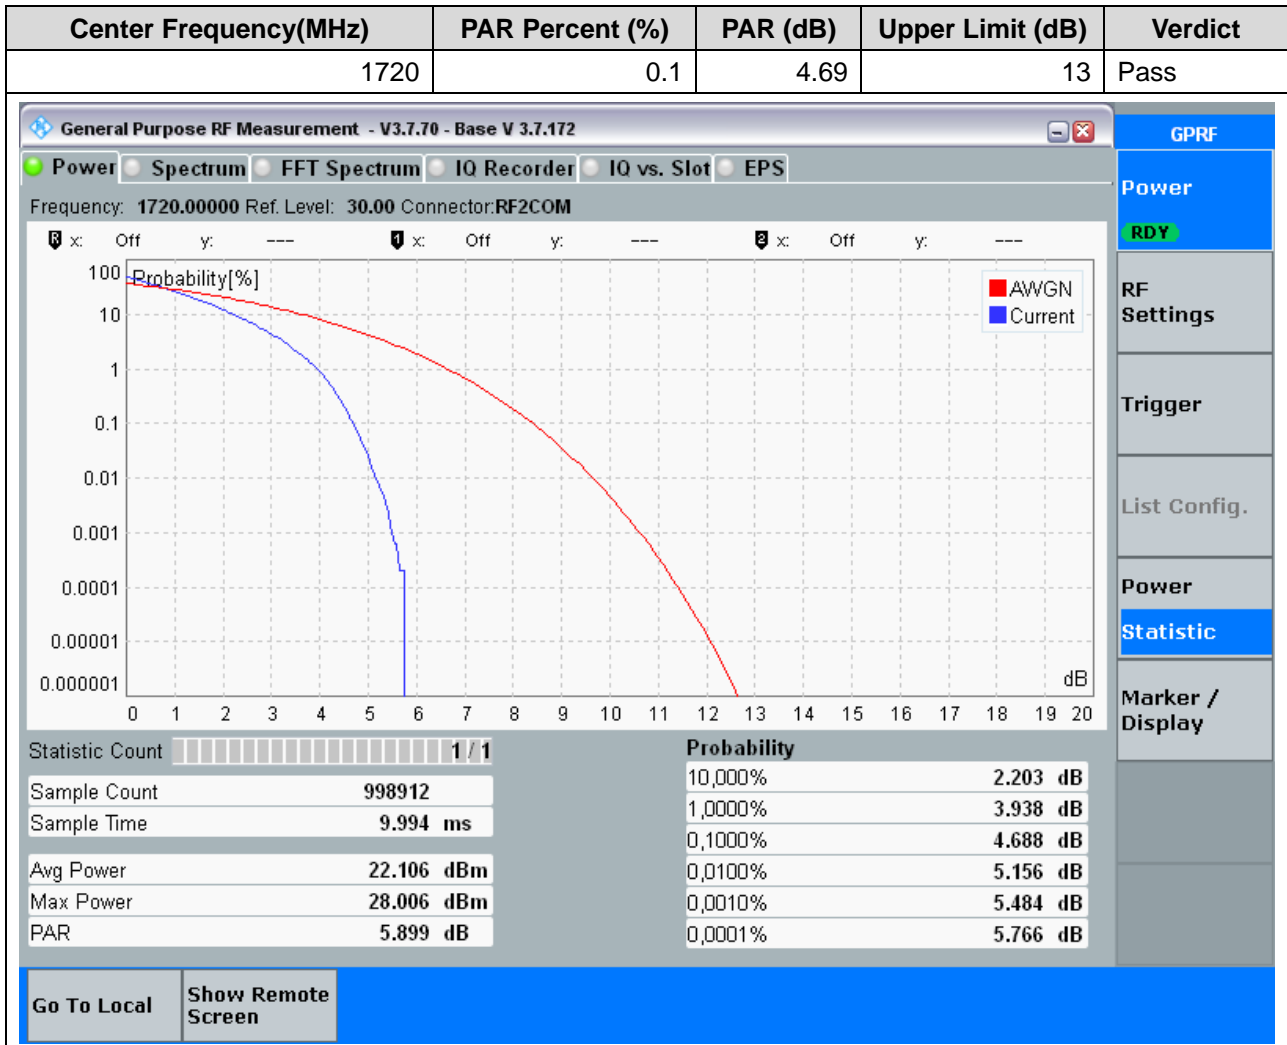 Center Frequency(MHz) PAR Percent (%) PAR (dB) Upper Limit (dB) Verdict
1720 0.1 4.69 13 Pass
General Purpose RF Measurement - V3.7.70 - Base V 3.7.172
GPRF
Power Spectrum FFT Spectrum IQ Recorder IQ vs. Slot EPS
Power
RDY
Frequency: 1720.00000 Ref. Level: 30.00 Connector:RF2COM
R x: Off y: --- 1 x: Off y: --- 2 x: Off y: ---
Probability[%]
AWGN
Current
100
10
1
0.1
0.01
0.001
0.0001
0.00001
0.000001
dB
0 1 2 3 4 5 6 7 8 9 10 11 12 13 14 15 16 17 18 19 20
RF
Settings
Trigger
List Config.
Power
Statistic
Marker /
Display
Statistic Count 1 / 1
Sample Count 998912
Sample Time 9.994 ms
Avg Power 22.106 dBm
Max Power 28.006 dBm
PAR 5.899 dB
Probability
10,000% 2.203 dB
1,0000% 3.938 dB
0,1000% 4.688 dB
0,0100% 5.156 dB
0,0010% 5.484 dB
0,0001% 5.766 dB
Go To Local
Show Remote
Screen